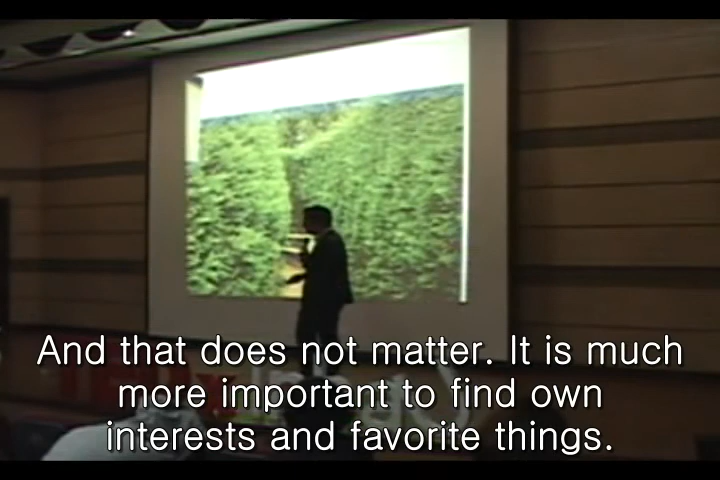 And that does not matter. It is much
more important to find own
interests and favorite things.